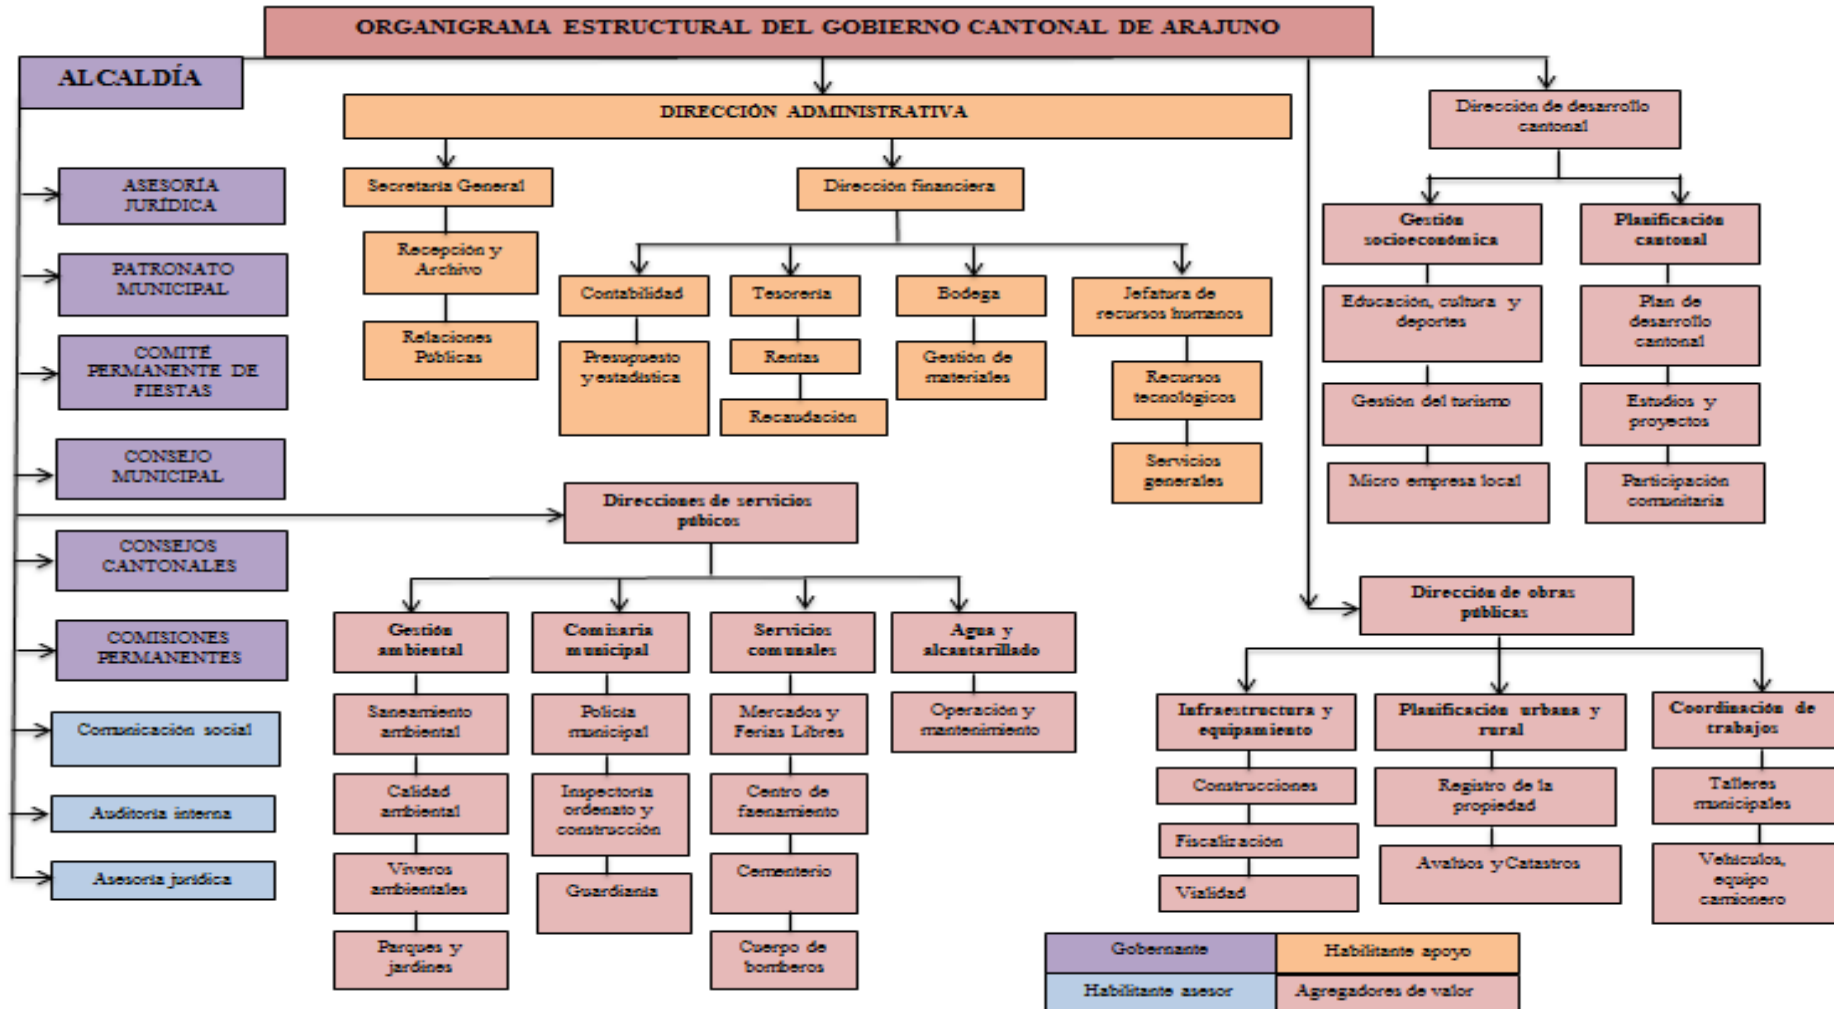 ORGANIGRAMA ESTRUCTURAL DEL GOBIERNO CANTONAL DE ARAJUNO
ALCALDÍA
ASESORÍA
JURÍDICA
PATRONATO
MUNICIPAL
COMITÉ
PERMANENTE DE
FIESTAS
CONSEJO
MUNICIPAL
CONSEJOS
CANTONALES
COMISIONES
PERMANENTES
Comunicación social
Auditoría interna
Asesoría jurídica
DIRECCIÓN ADMINISTRATIVA
Secretaría General
Recepción y
Archivo
Relaciones
Públicas
Dirección financiera
Contabilidad
Presupuesto
y estadística
Tesorería
Rentas
Recaudación
Bodega
Gestión de
materiales
Jefatura de
recursos humanos
Recursos
tecnológicos
Servicios
generales
Dirección de desarrollo
cantonal
Gestión
socioeconómica
Educación, cultura y
deportes
Gestión del turismo
Micro empresa local
Planificación
cantonal
Plan de
desarrollo
cantonal
Estudios y
proyectos
Participación
comunitaria
Direcciones de servicios
púbicos
Gestión
ambiental
Saneamiento
ambiental
Calidad
ambiental
Viveros
ambientales
Parques y
jardines
Comisaria
municipal
Policía
municipal
Inspectoría
ordenato y
construcción
Guardianía
Servicios
comunales
Mercados y
Ferias Libres
Centro de
faenamiento
Cementerio
Cuerpo de
bomberos
Agua y
alcantarillado
Operación y
mantenimiento
Dirección de obras
públicas
Infraestructura y
equipamiento
Construcciones
Fiscalización
Vialidad
Planificación urbana y
rural
Registro de la
propiedad
Avalúos y Catastros
Coordinación de
trabajos
Talleres
municipales
Vehículos,
equipo
camionero
Gobernante
Habilitante apoyo
Habilitante asesor
Agregadores de valor